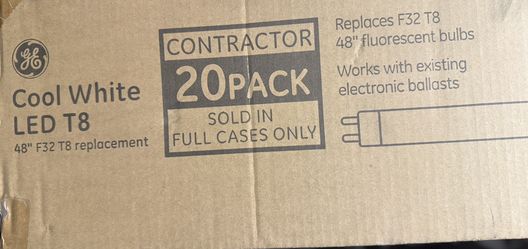 GE
Cool White
LED T8
48" F32 T8 replacement
CONTRACTOR
20PACK
SOLD IN
FULL CASES ONLY
Replaces F32 T8
48" fluorescent bulbs
Works with existing
electronic ballasts